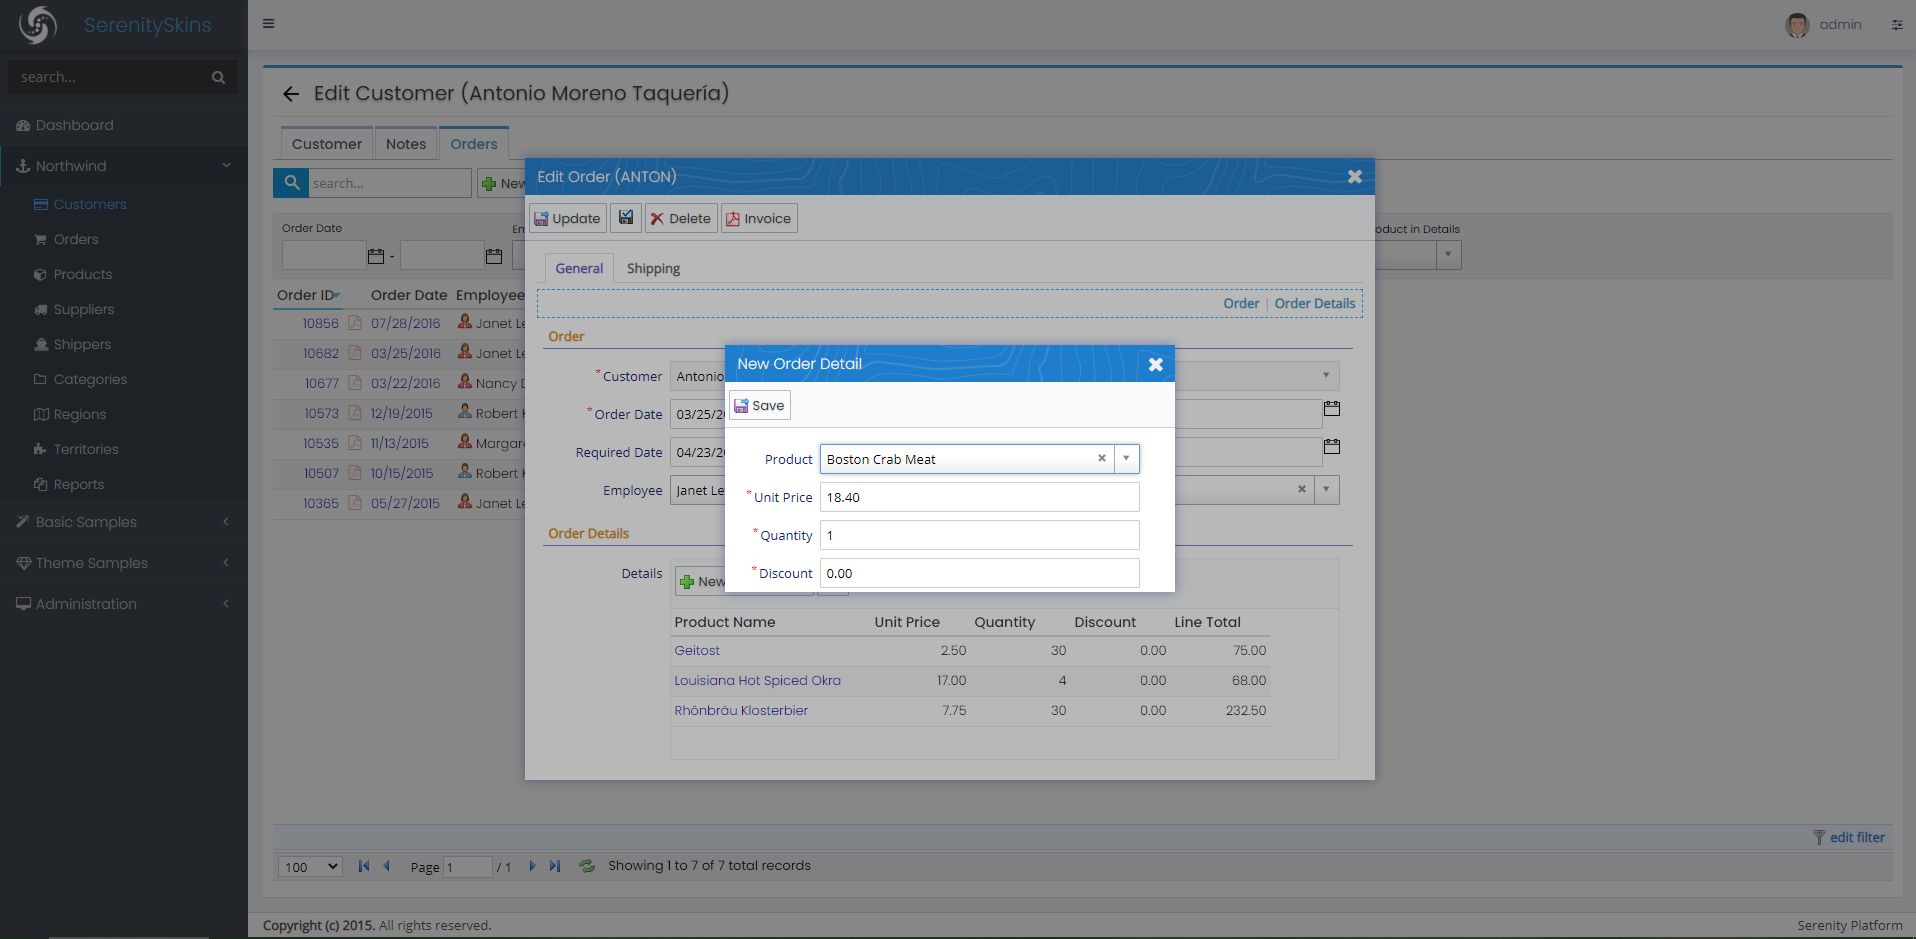 SerenitySkins
admin
search...
Dashboard
Northwind
Customers
Orders
Products
Suppliers
Shippers
Categories
Regions
Territories
Reports
Basic Samples
Theme Samples
Administration
Edit Customer (Antonio Moreno Taquería)
Customer
Notes
Orders
search...
New
Order Date
-
Em
oduct in Details
Order ID
Order Date
Employee
10856 07/28/2016 Janet Le
10682 03/25/2016 Janet Le
10677 03/22/2016 Nancy D
10573 12/19/2015 Robert K
10535 11/13/2015 Margar
10507 10/15/2015 Robert K
10365 05/27/2015 Janet Le
Edit Order (ANTON)
Update
Delete
Invoice
General
Shipping
Order | Order Details
Order
*Customer Antonio
*Order Date 03/25/20
Required Date 04/23/20
Employee Janet Le
Order Details
Details
New
Product Name Unit Price Quantity Discount Line Total
Geitost 2.50 30 0.00 75.00
Louisiana Hot Spiced Okra 17.00 4 0.00 68.00
Rhönbräu Klosterbier 7.75 30 0.00 232.50
New Order Detail
Save
Product Boston Crab Meat
*Unit Price 18.40
*Quantity 1
*Discount 0.00
edit filter
100
Page 1 / 1
Showing 1 to 7 of 7 total records
Copyright (c) 2015. All rights reserved.
Serenity Platform